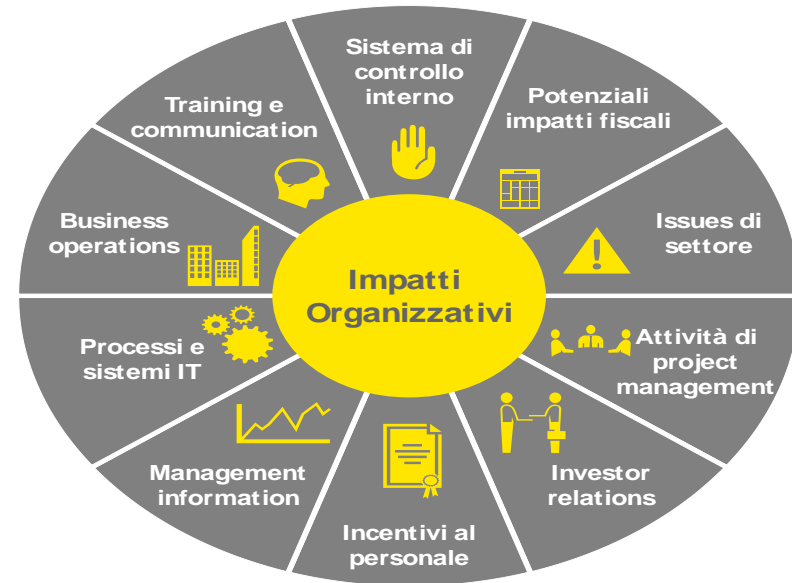 Sistema di
controllo
interno
Potenziali
impatti fiscali
Issues di
settore
Attività di
project
management
Investor
relations
Incentivi al
personale
Management
information
Processi e
sistemi IT
Business
operations
Training e
communication
Impatti
Organizzativi